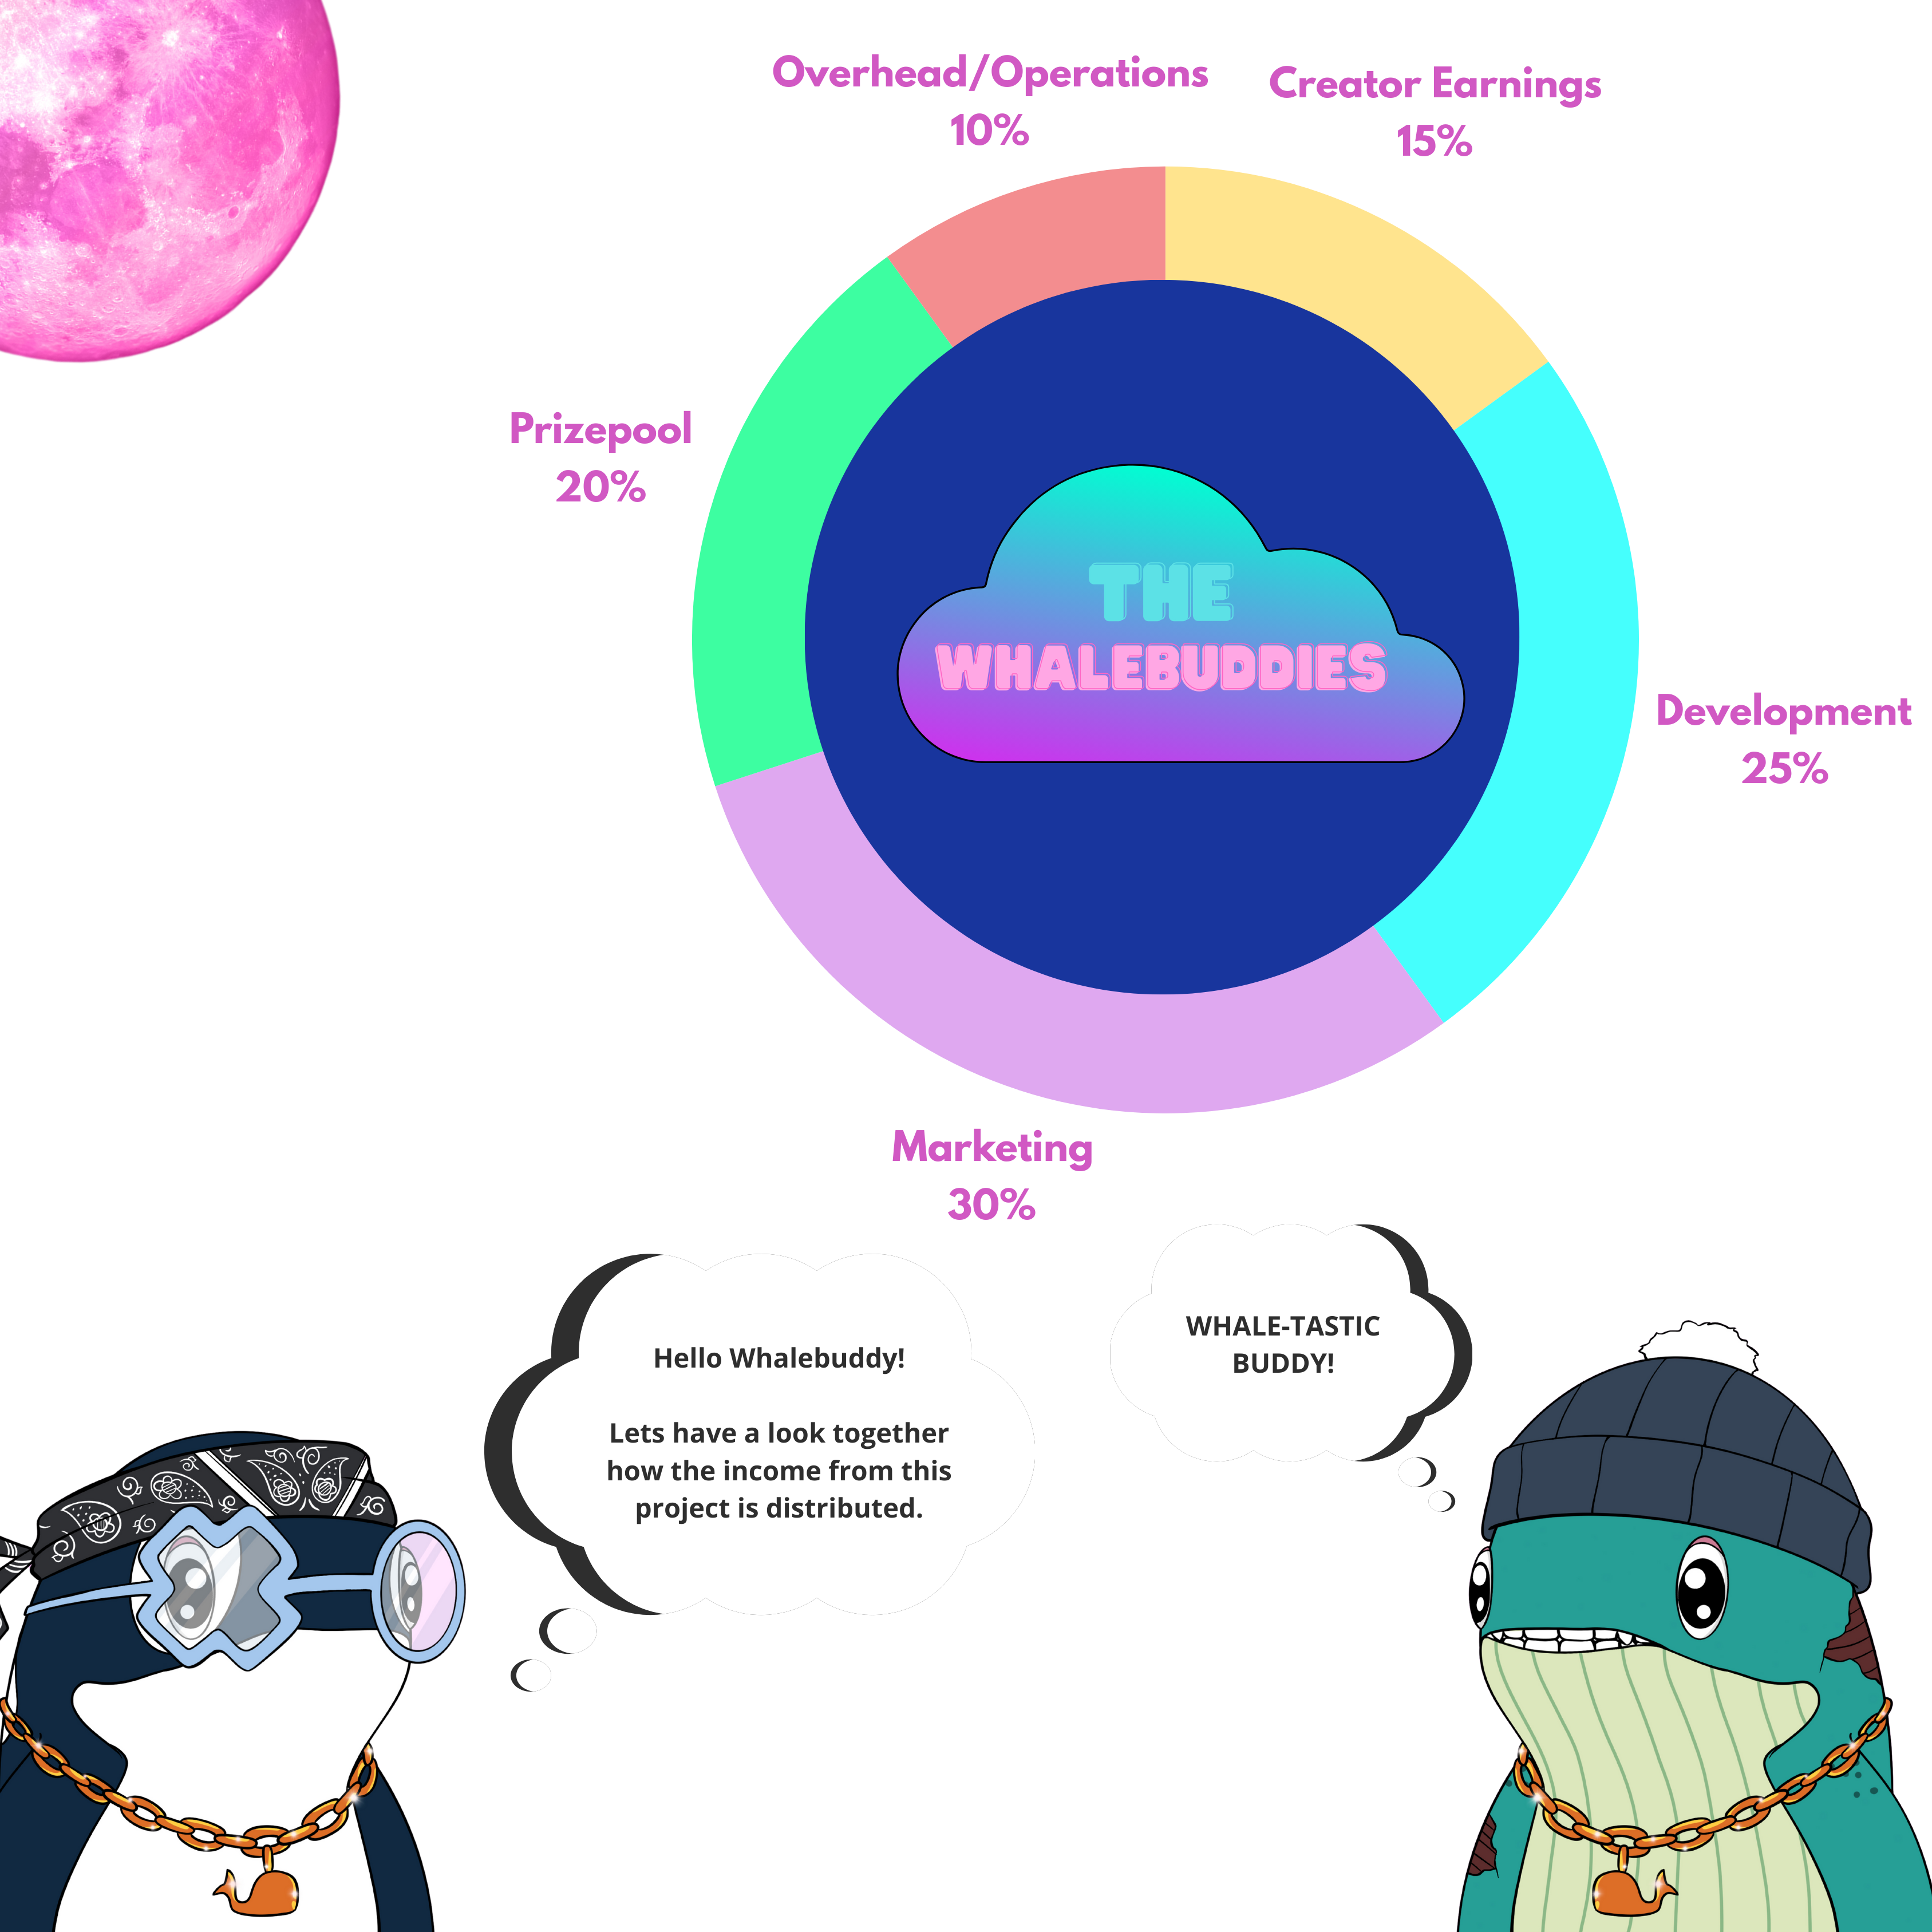 Overhead/Operations
10%
Creator Earnings
15%
Prizepool
20%
THE
WHALEBUDDIES
Development
25%
Marketing
30%
Hello Whalebuddy!
Lets have a look together
how the income from this
project is distributed.
WHALE-TASTIC
BUDDY!